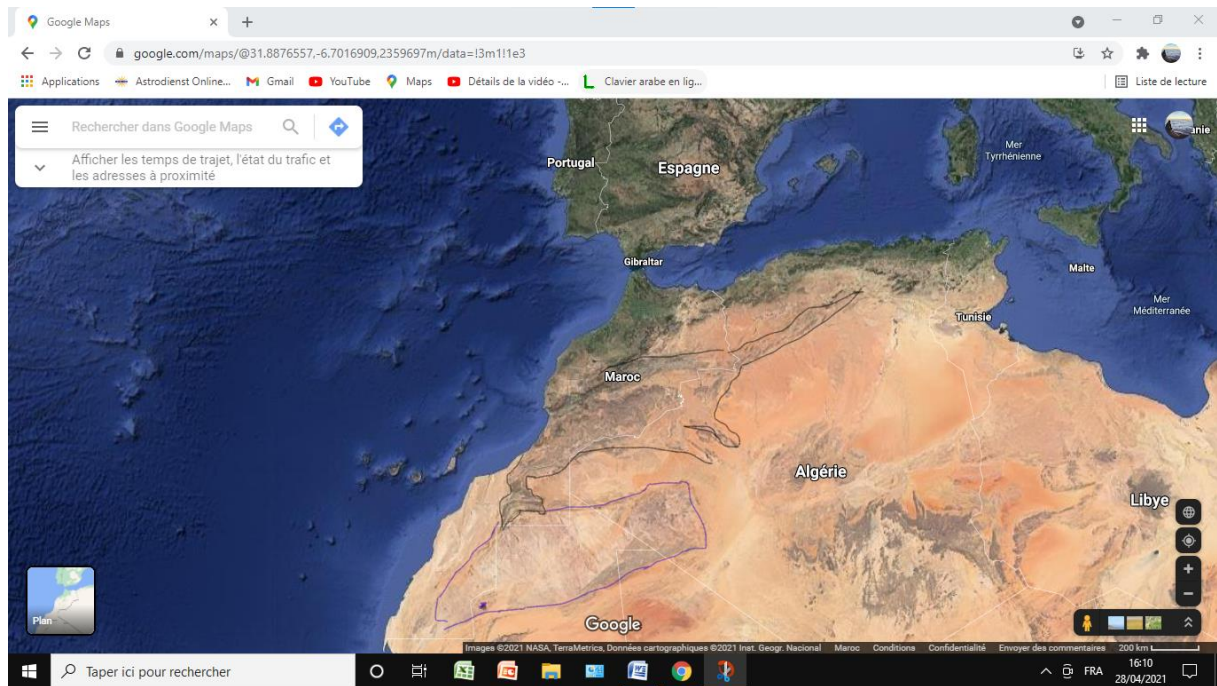 Google Maps
google.com/maps/@31.8876557,-6.7016909,2359697m/data=!3m1!1e3
Applications
Astrodienst Online...
Gmail
YouTube
Maps
Détails de la vidéo -...
Clavier arabe en lig...
Liste de lecture
Rechercher dans Google Maps
Afficher les temps de trajet, l'état du trafic et
les adresses à proximité
Portugal
Espagne
Mer
Tyrrhénienne
anie
Gibraltar
Malte
Mer
Méditerranée
Tunisie
Maroc
Algérie
Libye
Plan
Google
Images ©2021 NASA, TerraMetrics, Données cartographiques ©2021 Inst. Geogr. Nacional Maroc Conditions Confidentialité Envoyer des commentaires 200 km
Taper ici pour rechercher
FRA
16:10
28/04/2021